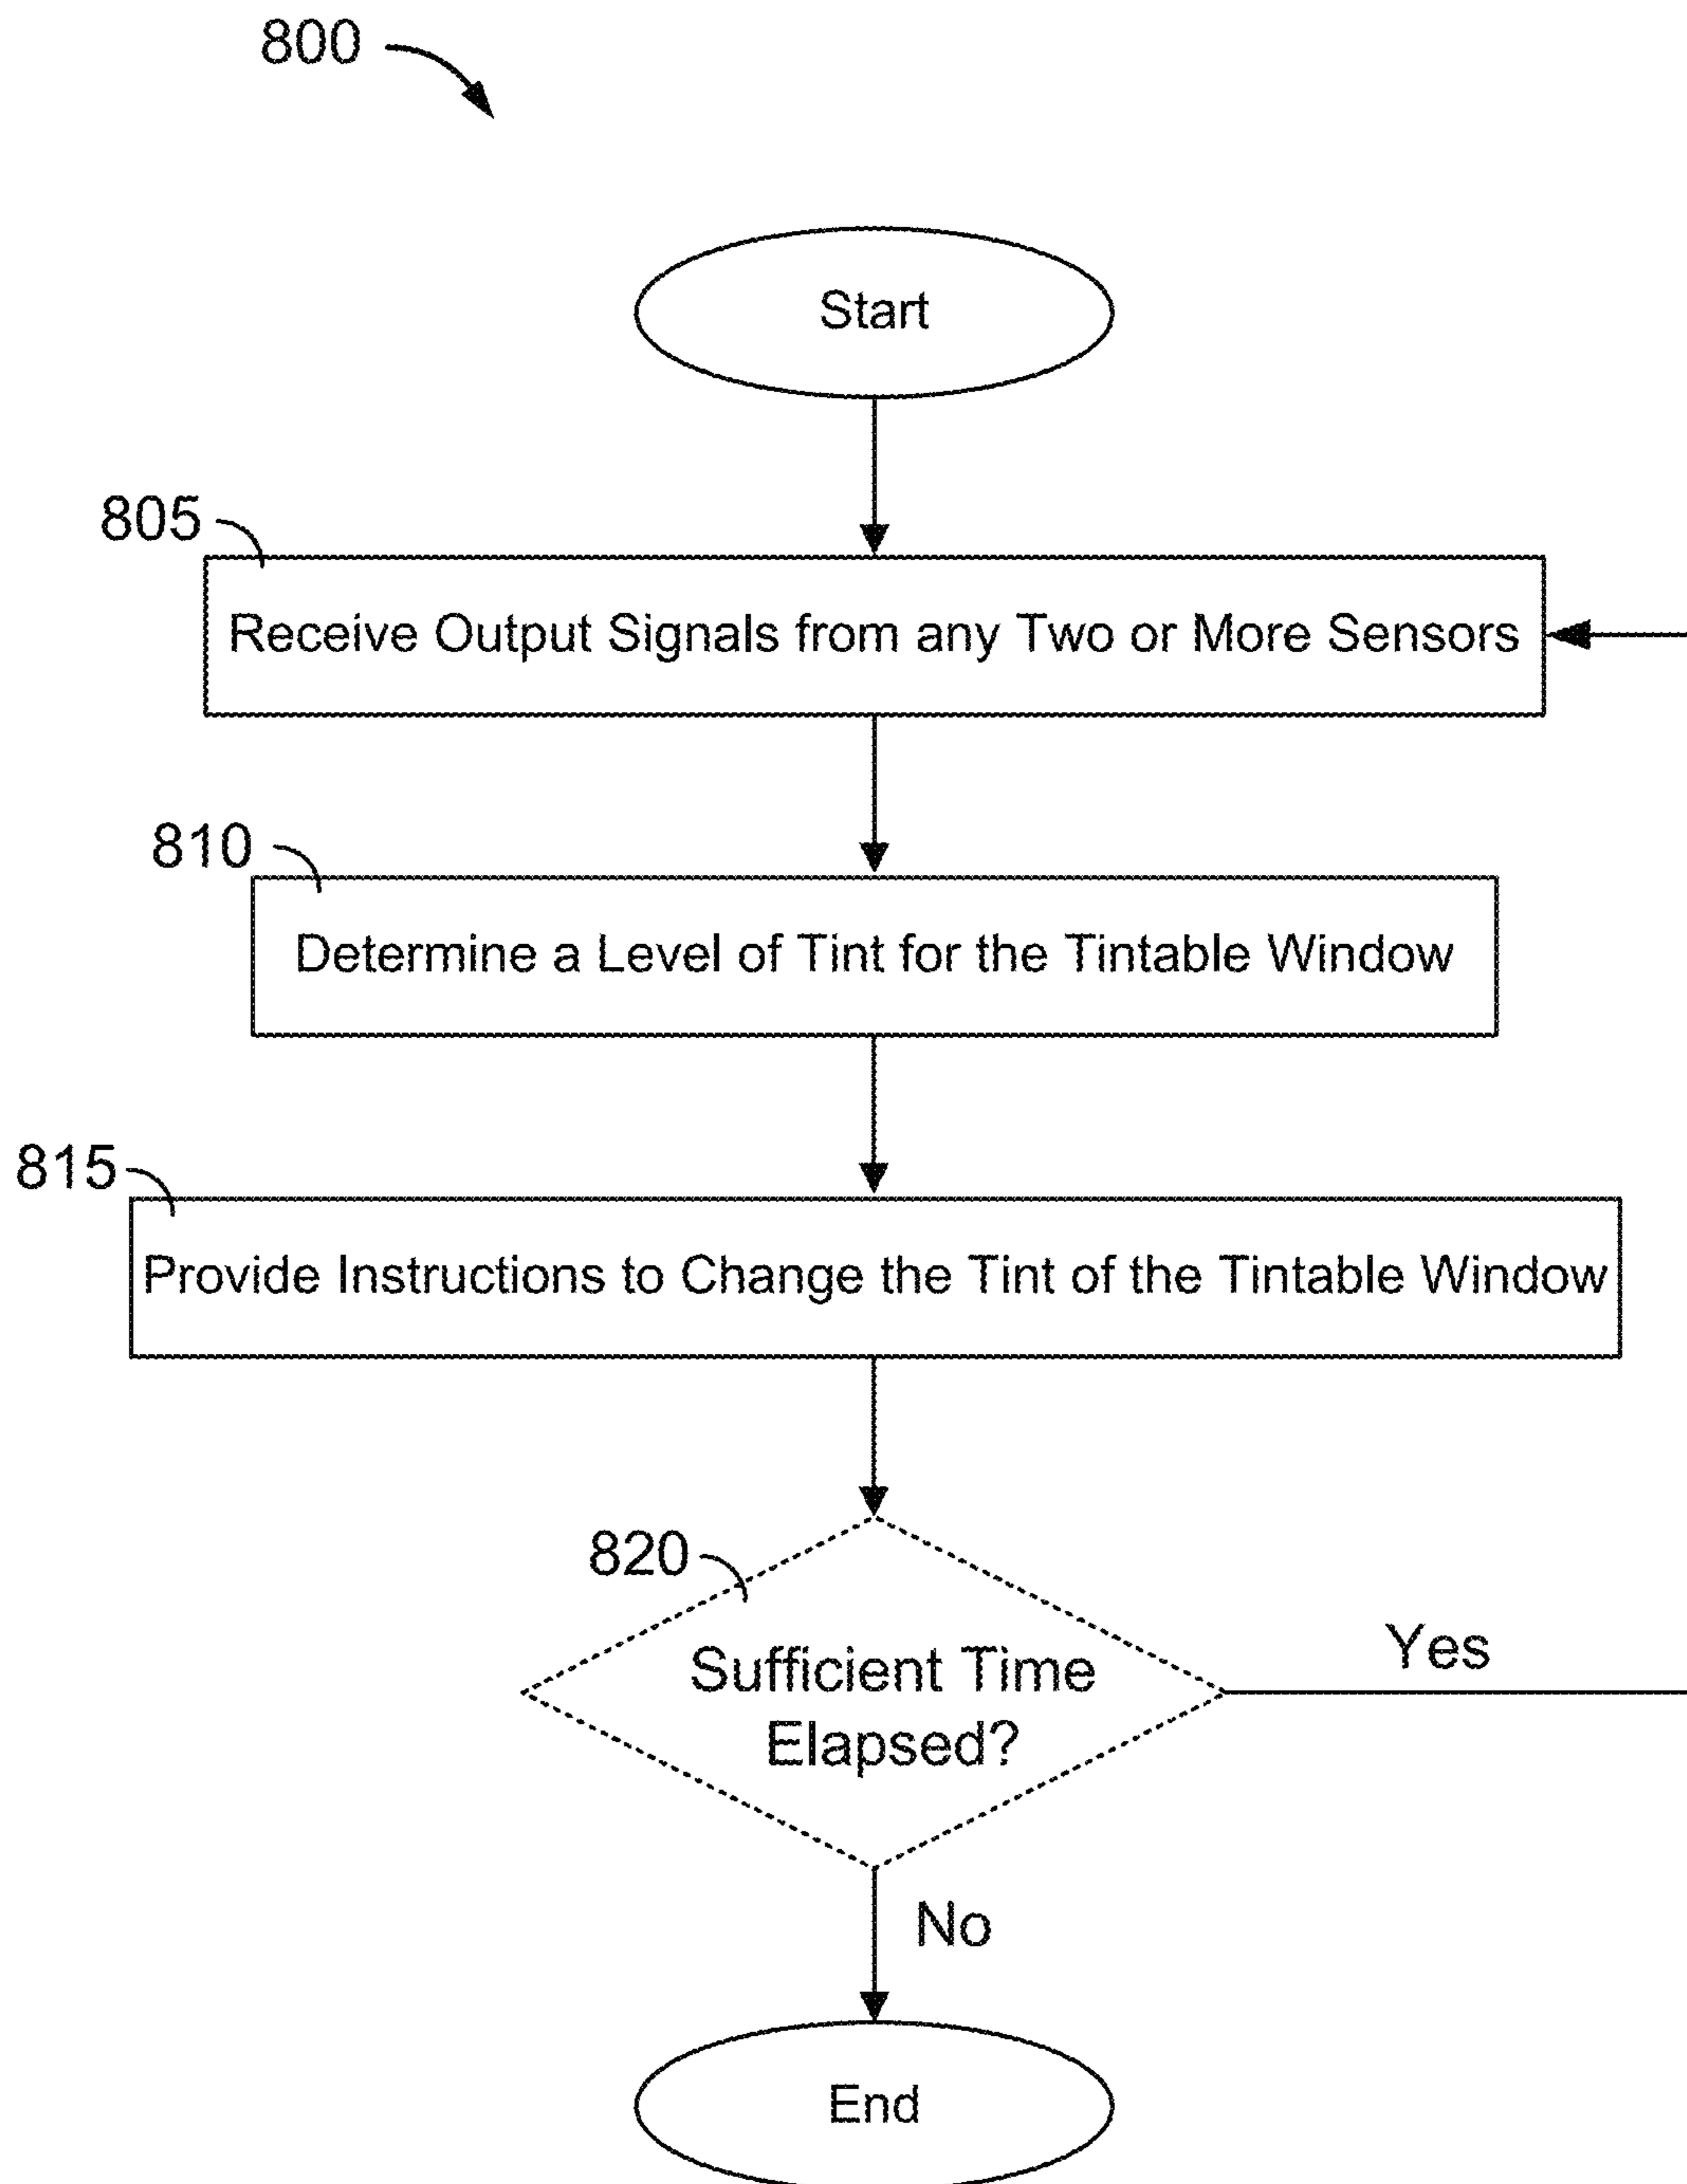 800
Start
805
Receive Output Signals from any Two or More Sensors
810
Determine a Level of Tint for the Tintable Window
815
Provide Instructions to Change the Tint of the Tintable Window
820
Sufficient Time
Elapsed?
Yes
No
End